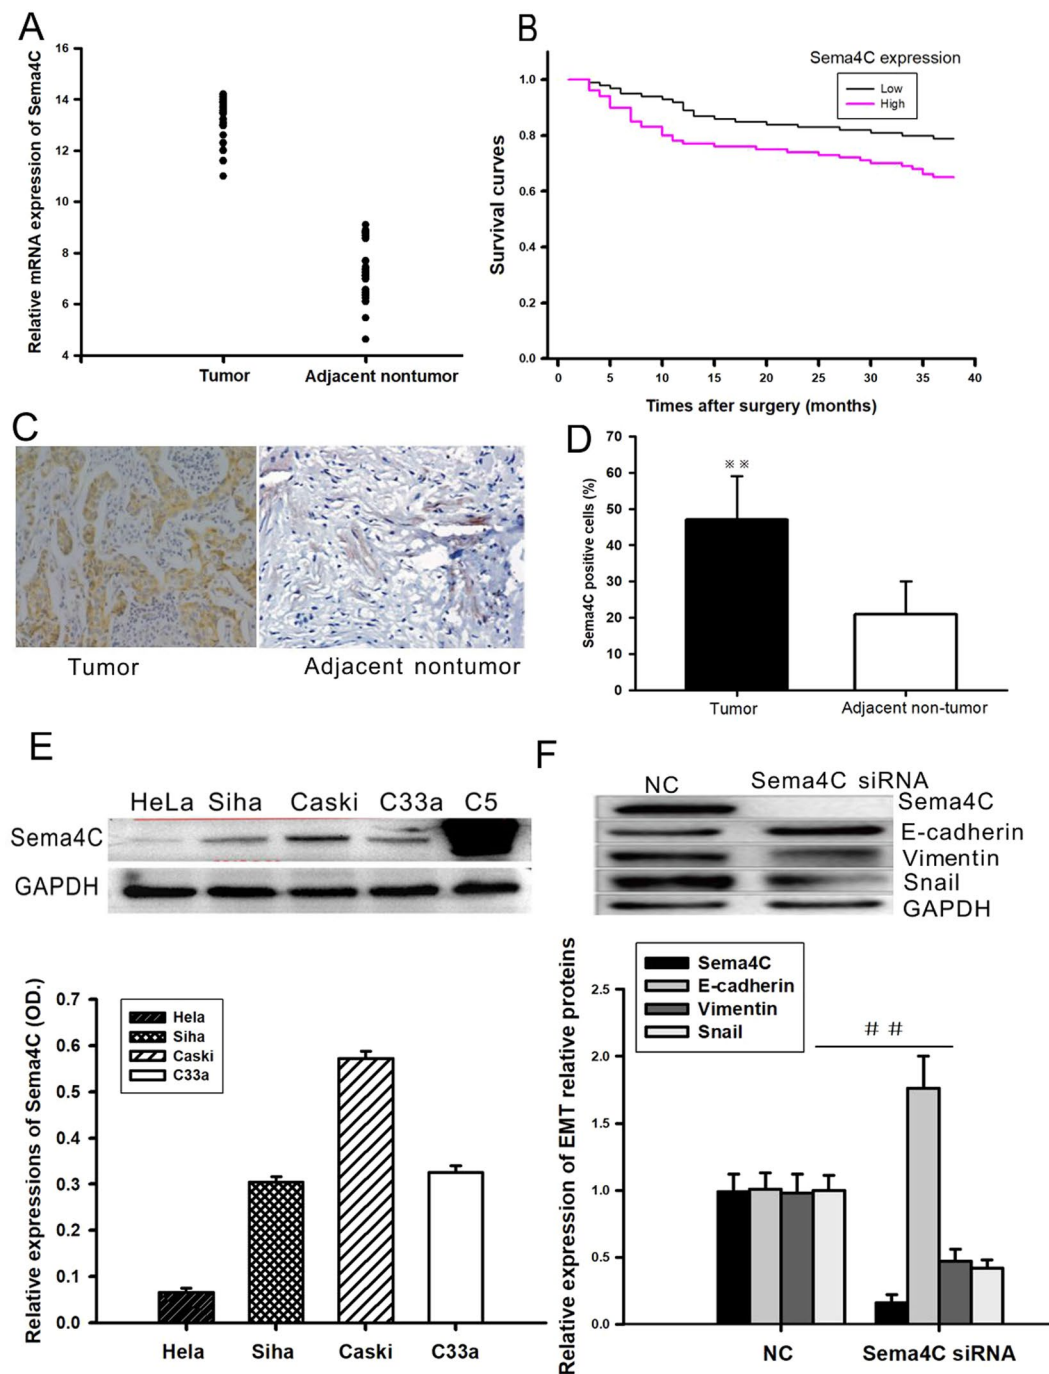 A
Relative mRNA expression of Sema4C
16
14
12
10
8
6
4
Tumor Adjacent nontumor
B
Sema4C expression
Low
High
Survival curves
1.0
0.8
0.6
0.4
0.2
0.0
0 5 10 15 20 25 30 35 40
Times after surgery (months)
C
Tumor
Adjacent nontumor
D
Sema4C positive cells (%)
70
60
50
40
30
20
10
0
※※
Tumor Adjacent non-tumor
E
HeLa Siha Caski C33a C5
Sema4C
GAPDH
Relative expressions of Sema4C (OD.)
0.7
0.6
0.5
0.4
0.3
0.2
0.1
0.0
Hela
Siha
Caski
C33a
Hela Siha Caski C33a
F
NC Sema4C siRNA
Sema4C
E-cadherin
Vimentin
Snail
GAPDH
Relative expression of EMT relative proteins
Sema4C
E-cadherin
Vimentin
Snail
2.5
2.0
1.5
1.0
0.5
0.0
# #
NC Sema4C siRNA